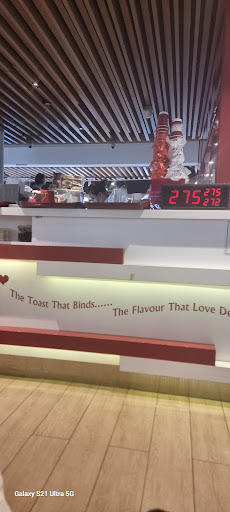 275 275
272
The Toast That Binds...... The Flavour That Love
Galaxy S21 Ultra 5G